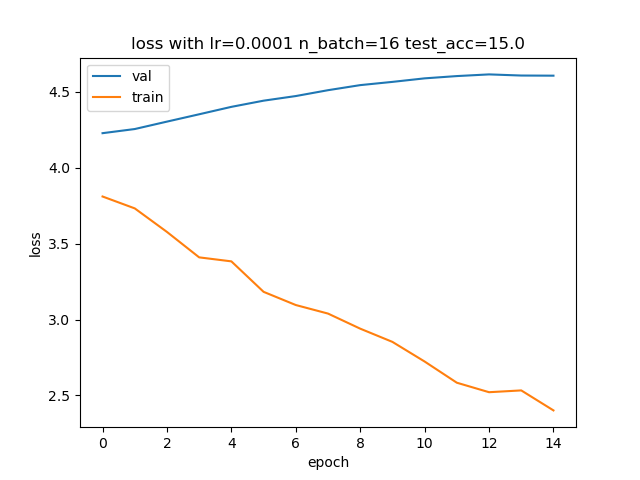 loss with lr=0.0001 n_batch=16 test_acc=15.0
val
train
4.5
4.0
3.5
3.0
2.5
loss
0 2 4 6 8 10 12 14
epoch